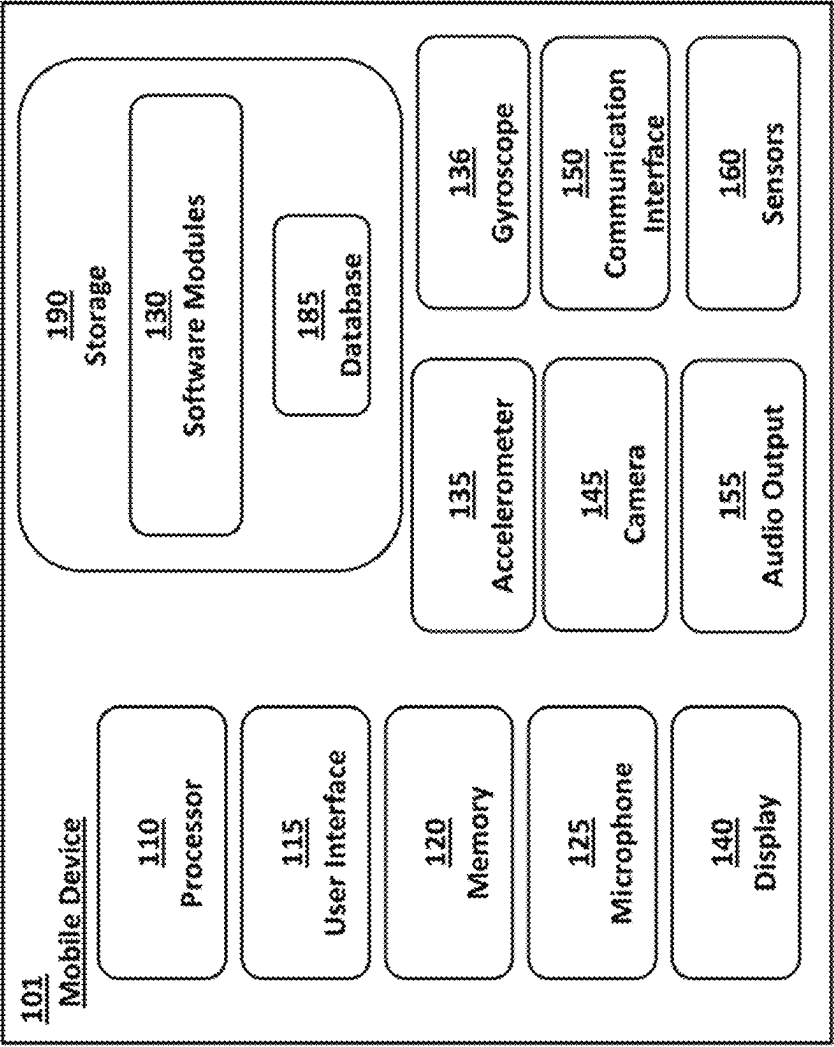 101
Mobile Device
110
Processor
115
User Interface
120
Memory
125
Microphone
140
Display
190
Storage
130
Software Modules
185
Database
135
Accelerometer
136
Gyroscope
145
Camera
150
Communication
Interface
155
Audio Output
160
Sensors